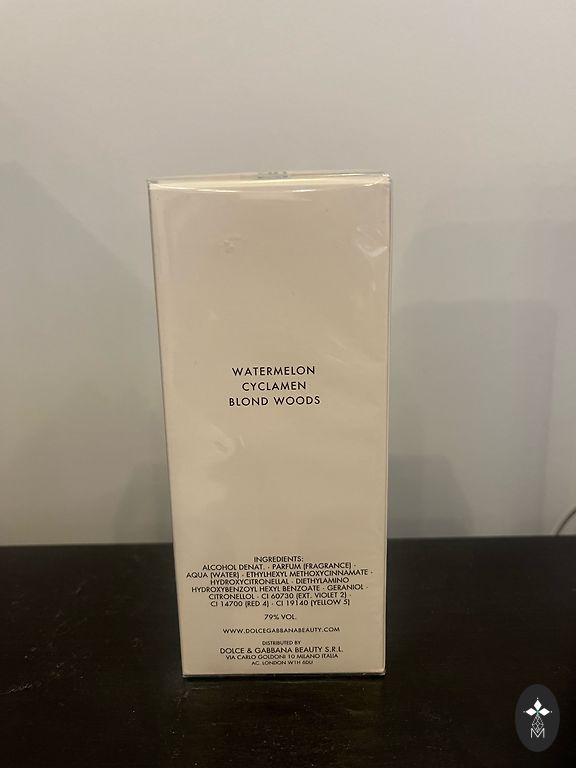 WATERMELON
CYCLAMEN
BLOND WOODS
INGREDIENTS:
ALCOHOL DENAT. · PARFUM (FRAGRANCE) ·
AQUA (WATER) · ETHYLHEXYL METHOXYCINNAMATE ·
HYDROXYCITRONELLAL · DIETHYLAMINO
HYDROXYBENZOYL HEXYL BENZOATE · GERANIOL ·
CITRONELLOL · CI 60730 (EXT. VIOLET 2) ·
CI 14700 (RED 4) · CI 19140 (YELLOW 5)
79% VOL.
WWW.DOLCEGABBANABEAUTY.COM
DISTRIBUTED BY
DOLCE & GABBANA BEAUTY S.R.L.
VIA CARLO GOLDONI 10 MILANO ITALIA
AC. LONDON W1H 6DU
M